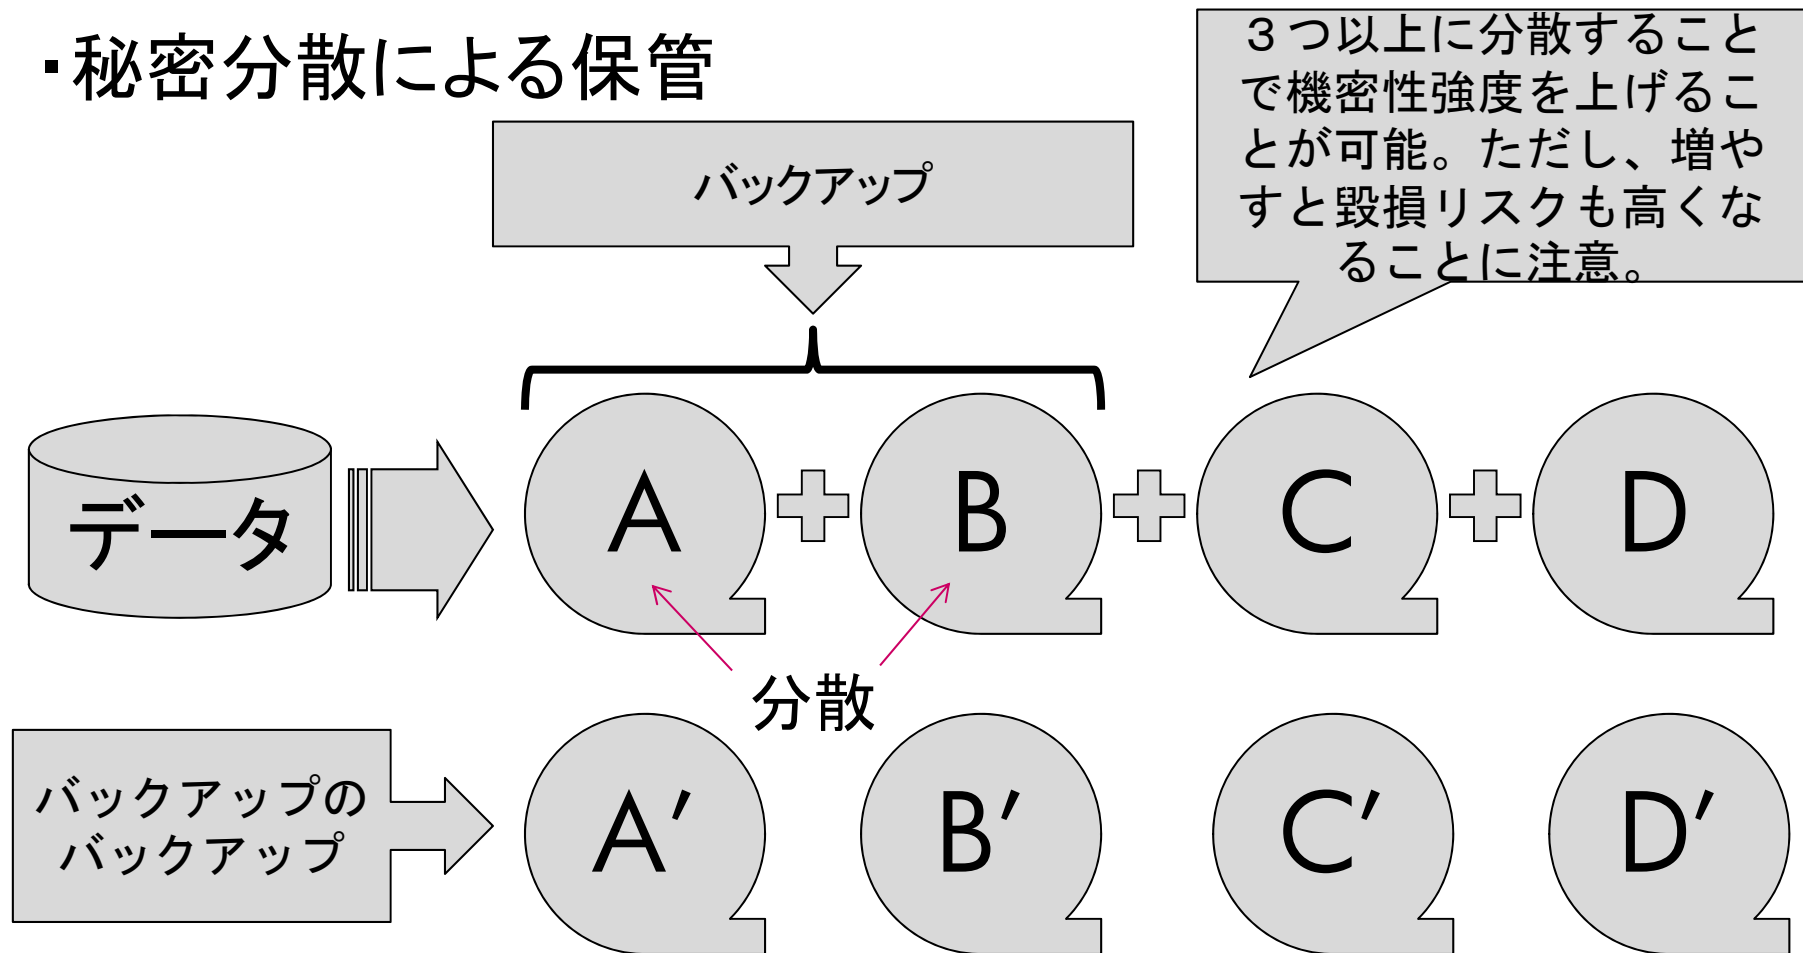 ・秘密分散による保管
３つ以上に分散すること
で機密性強度を上げるこ
とが可能。ただし、増や
すと毀損リスクも高くな
ることに注意。
バックアップ
データ
A
B
C
D
分散
バックアップの
バックアップ
A′
B′
C′
D′